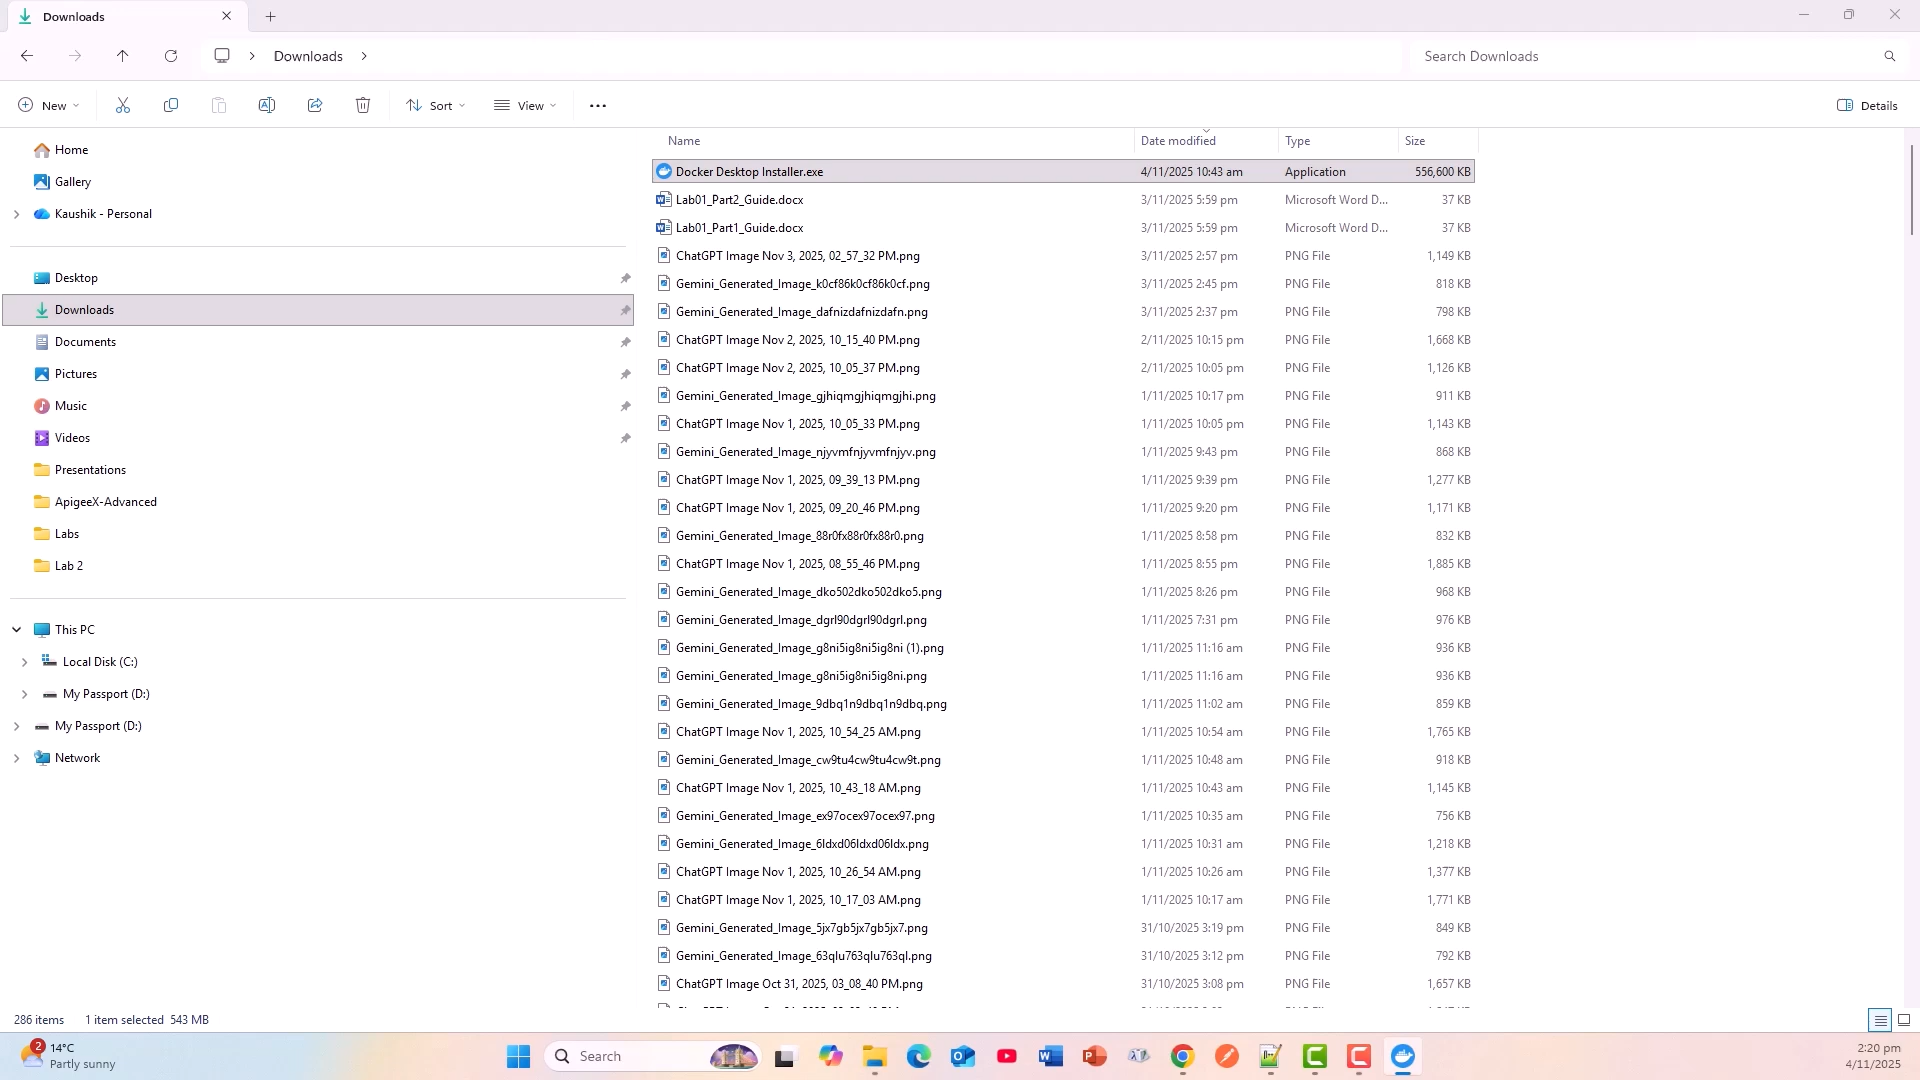 Downloads
Downloads
Search Downloads
New
Sort
View
Details
Home
Gallery
Kaushik - Personal
Desktop
Downloads
Documents
Pictures
Music
Videos
Presentations
ApigeeX-Advanced
Labs
Lab 2
This PC
Local Disk (C:)
My Passport (D:)
My Passport (D:)
Network
Name Date modified Type Size
Docker Desktop Installer.exe 4/11/2025 10:43 am Application 556,600 KB
Lab01_Part2_Guide.docx 3/11/2025 5:59 pm Microsoft Word D... 37 KB
Lab01_Part1_Guide.docx 3/11/2025 5:59 pm Microsoft Word D... 37 KB
ChatGPT Image Nov 3, 2025, 02_57_32 PM.png 3/11/2025 2:57 pm PNG File 1,149 KB
Gemini_Generated_Image_k0cf86k0cf86k0cf.png 3/11/2025 2:45 pm PNG File 818 KB
Gemini_Generated_Image_dafnizdafnizdafn.png 3/11/2025 2:37 pm PNG File 798 KB
ChatGPT Image Nov 2, 2025, 10_15_40 PM.png 2/11/2025 10:15 pm PNG File 1,668 KB
ChatGPT Image Nov 2, 2025, 10_05_37 PM.png 2/11/2025 10:05 pm PNG File 1,126 KB
Gemini_Generated_Image_gjhiqmgjhiqmgjhi.png 1/11/2025 10:17 pm PNG File 911 KB
ChatGPT Image Nov 1, 2025, 10_05_33 PM.png 1/11/2025 10:05 pm PNG File 1,143 KB
Gemini_Generated_Image_njyvmfnjyvmfnjyv.png 1/11/2025 9:43 pm PNG File 868 KB
ChatGPT Image Nov 1, 2025, 09_39_13 PM.png 1/11/2025 9:39 pm PNG File 1,277 KB
ChatGPT Image Nov 1, 2025, 09_20_46 PM.png 1/11/2025 9:20 pm PNG File 1,171 KB
Gemini_Generated_Image_88r0fx88r0fx88r0.png 1/11/2025 8:58 pm PNG File 832 KB
ChatGPT Image Nov 1, 2025, 08_55_46 PM.png 1/11/2025 8:55 pm PNG File 1,885 KB
Gemini_Generated_Image_dko502dko502dko5.png 1/11/2025 8:26 pm PNG File 968 KB
Gemini_Generated_Image_dgrl90dgrl90dgrl.png 1/11/2025 7:31 pm PNG File 976 KB
Gemini_Generated_Image_g8ni5ig8ni5ig8ni (1).png 1/11/2025 11:16 am PNG File 936 KB
Gemini_Generated_Image_g8ni5ig8ni5ig8ni.png 1/11/2025 11:16 am PNG File 936 KB
Gemini_Generated_Image_9dbq1n9dbq1n9dbq.png 1/11/2025 11:02 am PNG File 859 KB
ChatGPT Image Nov 1, 2025, 10_54_25 AM.png 1/11/2025 10:54 am PNG File 1,765 KB
Gemini_Generated_Image_cw9tu4cw9tu4cw9t.png 1/11/2025 10:48 am PNG File 918 KB
ChatGPT Image Nov 1, 2025, 10_43_18 AM.png 1/11/2025 10:43 am PNG File 1,145 KB
Gemini_Generated_Image_ex97ocex97ocex97.png 1/11/2025 10:35 am PNG File 756 KB
Gemini_Generated_Image_6ldxd06ldxd06ldx.png 1/11/2025 10:31 am PNG File 1,218 KB
ChatGPT Image Nov 1, 2025, 10_26_54 AM.png 1/11/2025 10:26 am PNG File 1,377 KB
ChatGPT Image Nov 1, 2025, 10_17_03 AM.png 1/11/2025 10:17 am PNG File 1,771 KB
Gemini_Generated_Image_5jx7gb5jx7gb5jx7.png 31/10/2025 3:19 pm PNG File 849 KB
Gemini_Generated_Image_63qlu763qlu763ql.png 31/10/2025 3:12 pm PNG File 792 KB
ChatGPT Image Oct 31, 2025, 03_08_40 PM.png 31/10/2025 3:08 pm PNG File 1,657 KB
286 items 1 item selected 543 MB
2
14°C
Partly sunny
Search
2:20 pm
4/11/2025